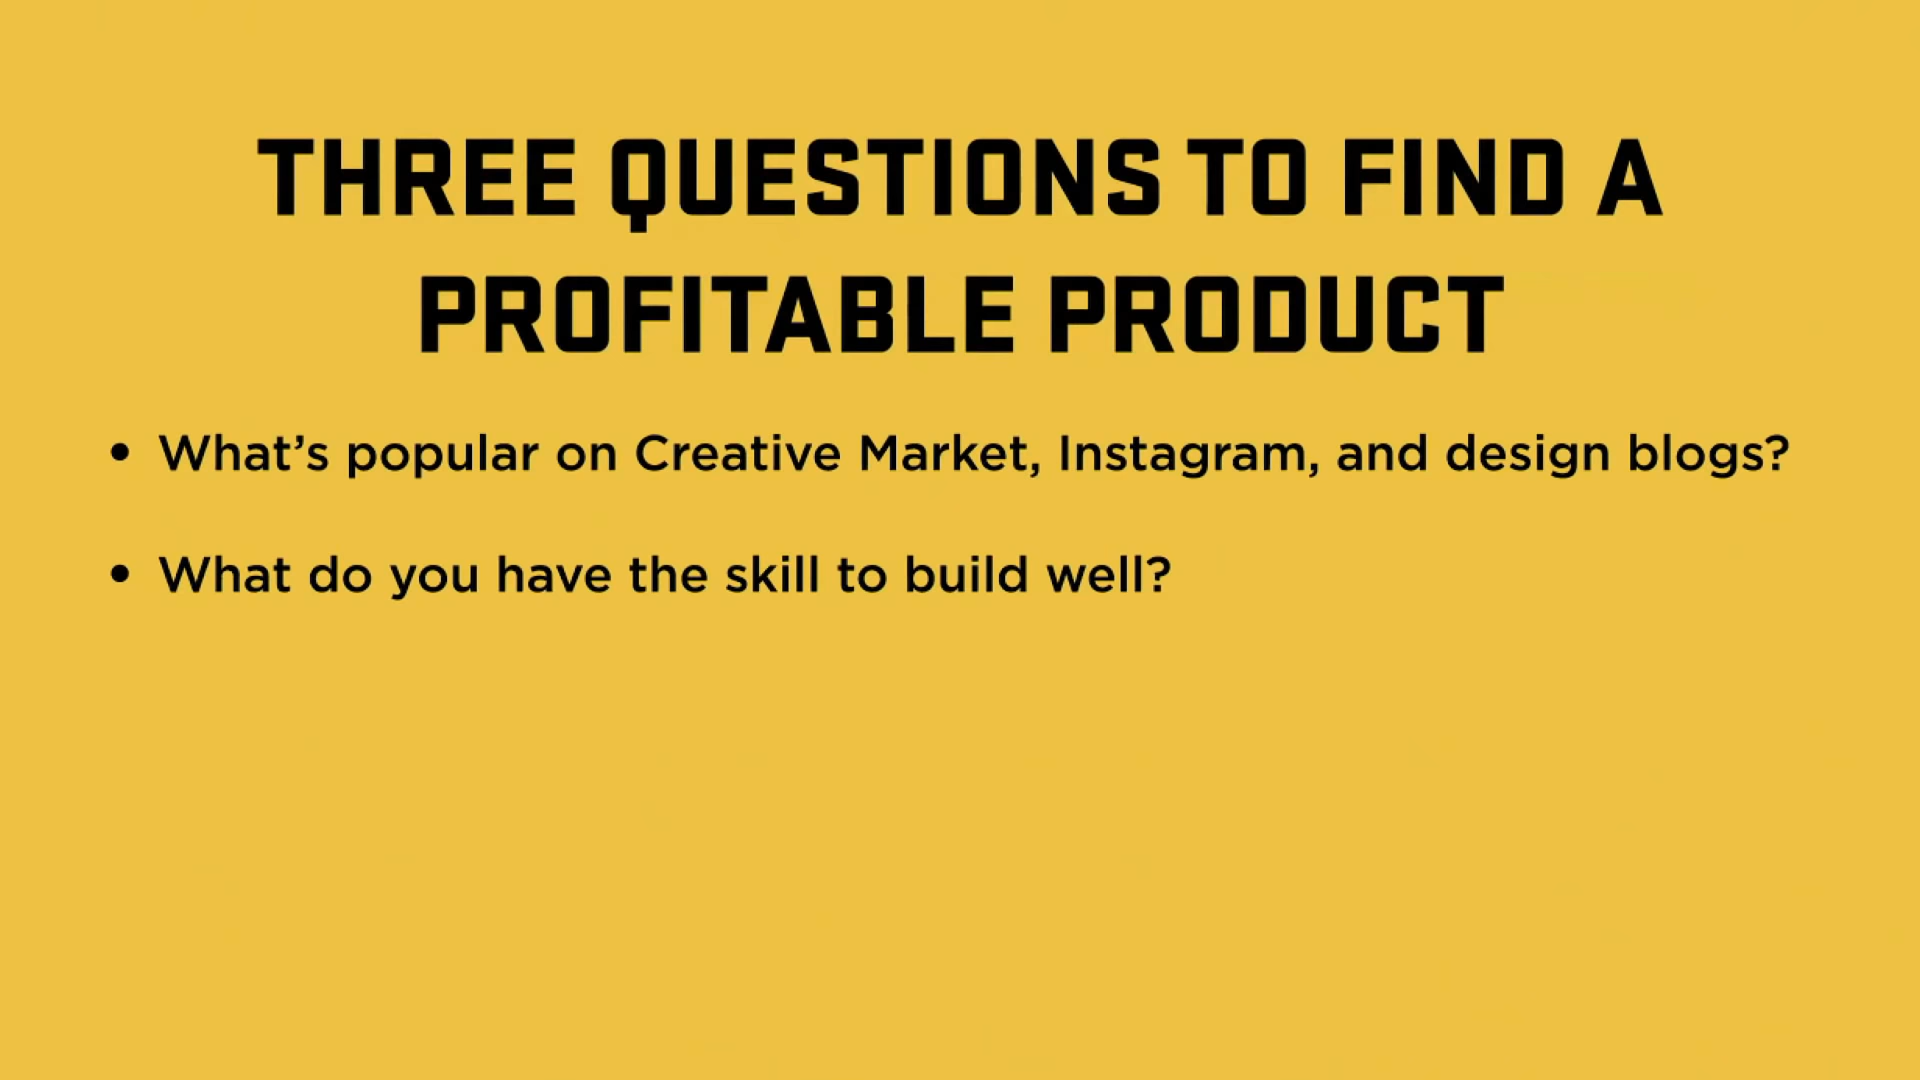 THREE QUESTIONS TO FIND A
PROFITABLE PRODUCT
• What’s popular on Creative Market, Instagram, and design blogs?
• What do you have the skill to build well?